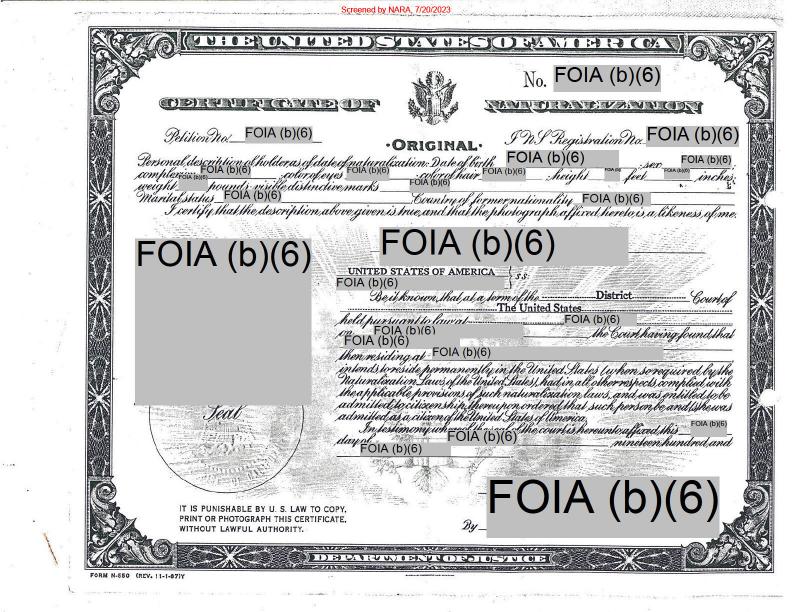 Screened by NARA, 7/20/2023
THE UNITED STATES OF AMERICA
No. FOIA (b)(6)
CERTIFICATE OF NATURALIZATION
Petition No. FOIA (b)(6)
·ORIGINAL·
I.N.S. Registration No. FOIA (b)(6)
Personal description of holder as of date of naturalization: Date of birth FOIA (b)(6) ; sex FOIA (b)(6)
complexion FOIA (b)(6) color of eyes FOIA (b)(6) color of hair FOIA (b)(6) ; height FOIA (b)(6) feet FOIA (b)(6) inches;
weight FOIA (b)(6) pounds; visible distinctive marks FOIA (b)(6)
Marital status FOIA (b)(6) Country of former nationality FOIA (b)(6)
I certify that the description above given is true, and that the photograph affixed hereto is a likeness of me.
FOIA (b)(6)
FOIA (b)(6)
UNITED STATES OF AMERICA } ss:
FOIA (b)(6)
Be it known, that at a term of the District Court of
The United States
held pursuant to law at FOIA (b)(6)
on FOIA (b)(6) the Court having found that
FOIA (b)(6)
then residing at FOIA (b)(6)
intends to reside permanently in the United States (when so required by the
Naturalization Laws of the United States), had in all other respects complied with
the applicable provisions of such naturalization laws, and was entitled to be
admitted to citizenship, thereupon ordered that such person be and (s)he was
admitted as a citizen of the United States of America.
In testimony whereof the seal of the court is hereunto affixed this FOIA (b)(6)
day of FOIA (b)(6) nineteen hundred and
FOIA (b)(6)
Seal
FOIA (b)(6)
IT IS PUNISHABLE BY U. S. LAW TO COPY,
PRINT OR PHOTOGRAPH THIS CERTIFICATE,
WITHOUT LAWFUL AUTHORITY.
By
DEPARTMENT OF JUSTICE
FORM N-550 (REV. 11-1-87)Y